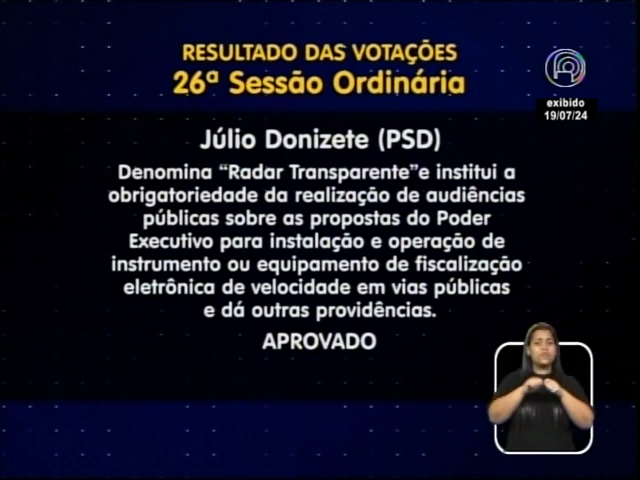 RESULTADO DAS VOTAÇÕES
26ª Sessão Ordinária
exibido
19/07/24
Júlio Donizete (PSD)
Denomina “Radar Transparente”e institui a
obrigatoriedade da realização de audiências
públicas sobre as propostas do Poder
Executivo para instalação e operação de
instrumento ou equipamento de fiscalização
eletrônica de velocidade em vias públicas
e dá outras providências.
APROVADO